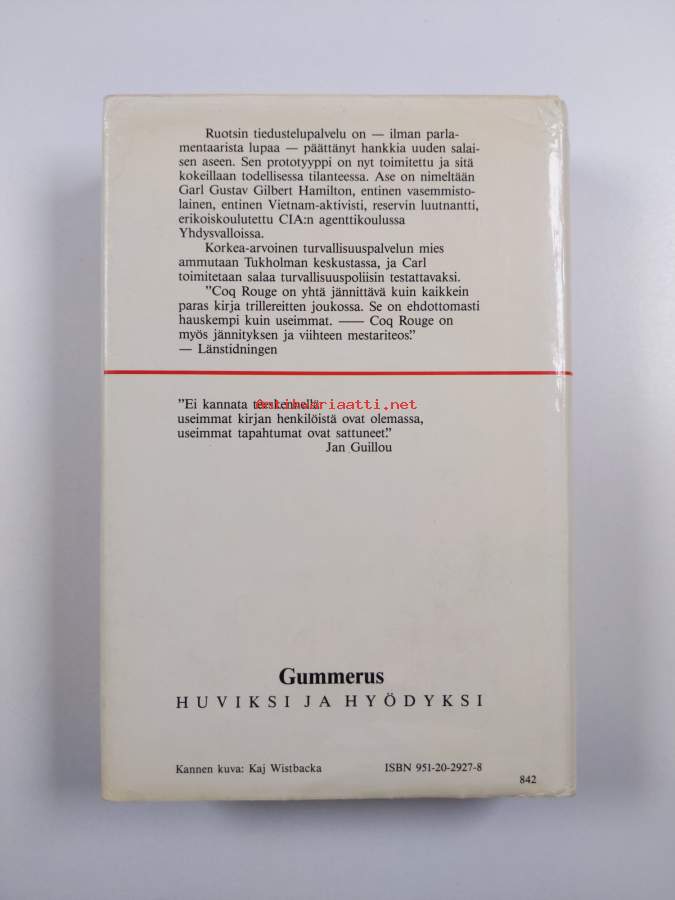 Ruotsin tiedustelupalvelu on — ilman parla-
mentaarista lupaa — päättänyt hankkia uuden salai-
sen aseen. Sen prototyyppi on nyt toimitettu ja sitä
kokeillaan todellisessa tilanteessa. Ase on nimeltään
Garl Gustav Gilbert Hamilton, entinen vasemmisto-
lainen, entinen Vietnam-aktivisti, reservin luutnantti,
erikoiskoulutettu CIA:n agenttikoulussa
Yhdysvalloissa.
Korkea-arvoinen turvallisuuspalvelun mies
ammutaan Tukholman keskustassa, ja Carl
toimitetaan salaa turvallisuuspoliisin testattavaksi.
”Coq Rouge on yhtä jännittävä kuin kaikkein
paras kirja trillereitten joukossa. Se on ehdottomasti
hauskempi kuin useimmat. —— Coq Rouge on
myös jännityksen ja viihteen mestariteos.”
— Länstidningen
”Ei kannata
Antikvariaatti.net
useimmat kirjan henkilöistä ovat olemassa,
useimmat tapahtumat ovat sattuneet.”
Jan Guillou
Gummerus
HUVIKSI JA HYÖDYKSI
Kannen kuva: Kaj Wistbacka ISBN 951-20-2927-8
842